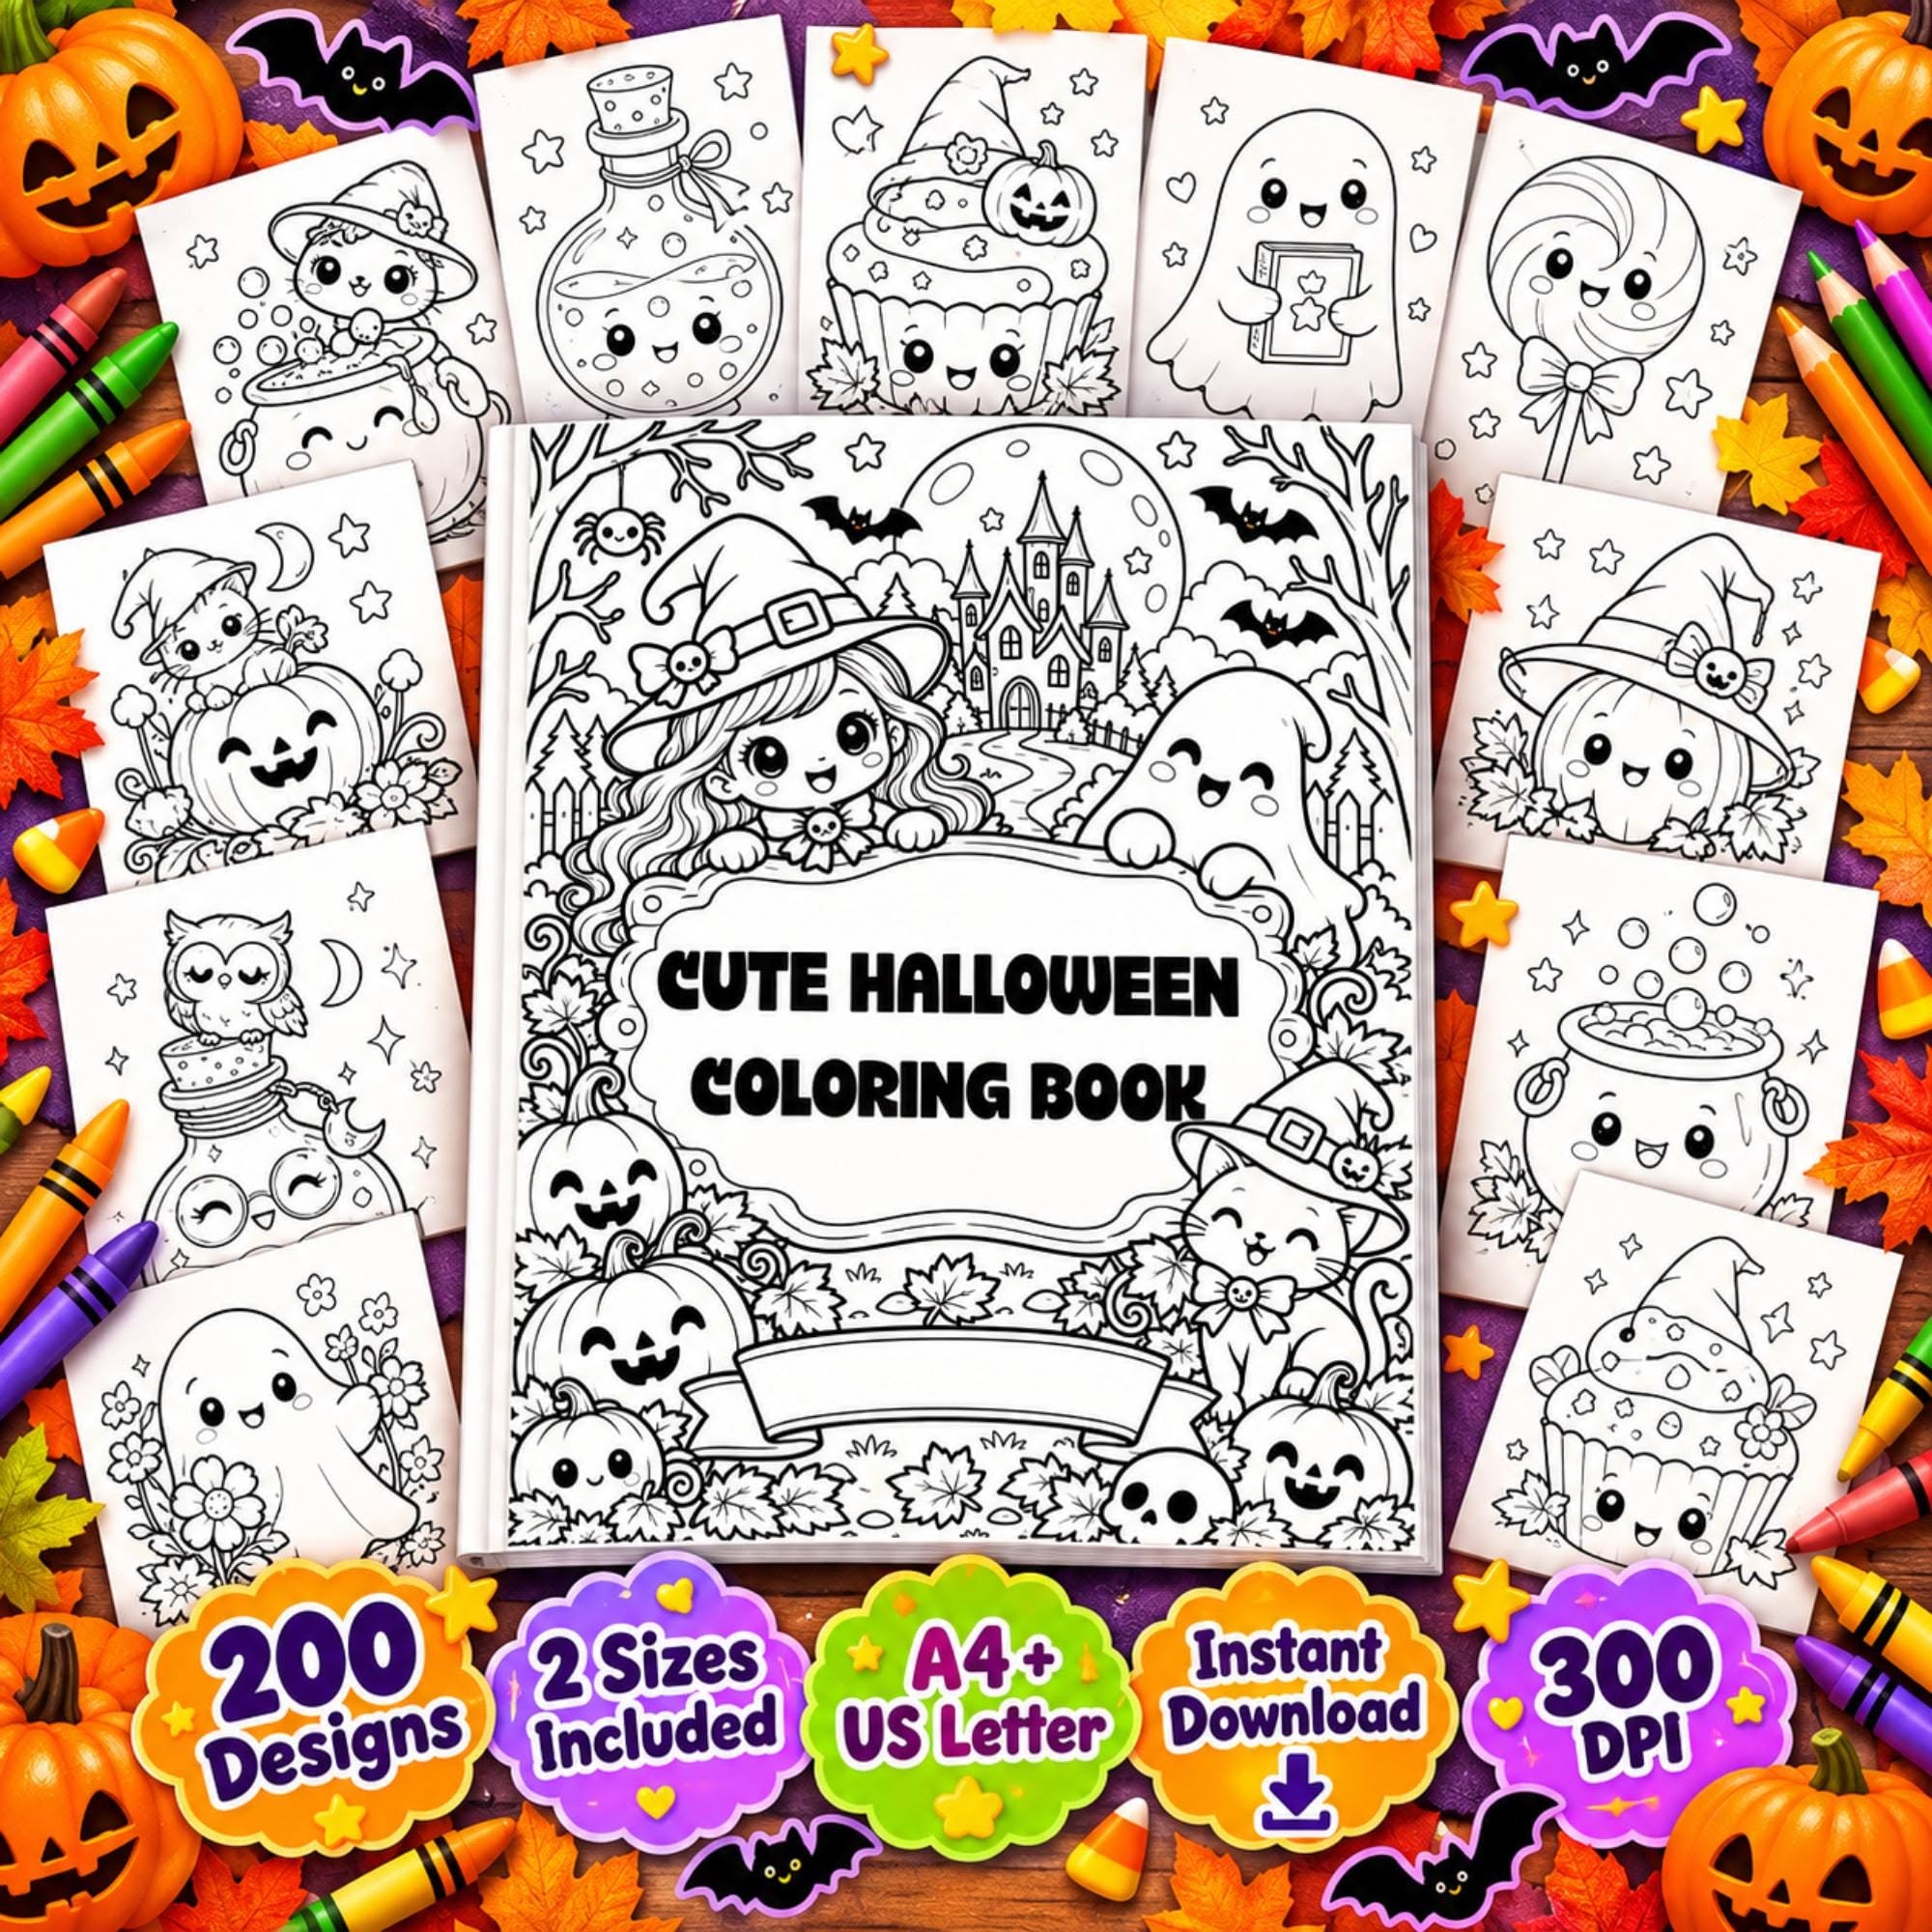 CUTE HALLOWEEN
COLORING BOOK
200
Designs
2 Sizes
Included
A4 +
US Letter
Instant
Download
300
DPI